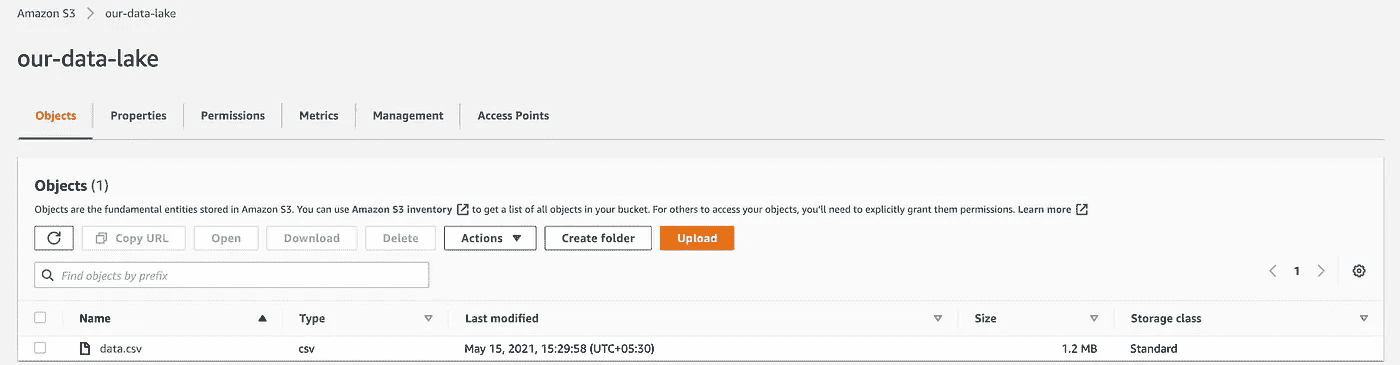 Amazon S3 > our-data-lake
our-data-lake
Objects Properties Permissions Metrics Management Access Points
Objects (1)
Objects are the fundamental entities stored in Amazon S3. You can use Amazon S3 inventory to get a list of all objects in your bucket. For others to access your objects, you'll need to explicitly grant them permissions. Learn more
Copy URL Open Download Delete Actions Create folder Upload
Find objects by prefix
1
Name Type Last modified Size Storage class
data.csv csv May 15, 2021, 15:29:58 (UTC+05:30) 1.2 MB Standard